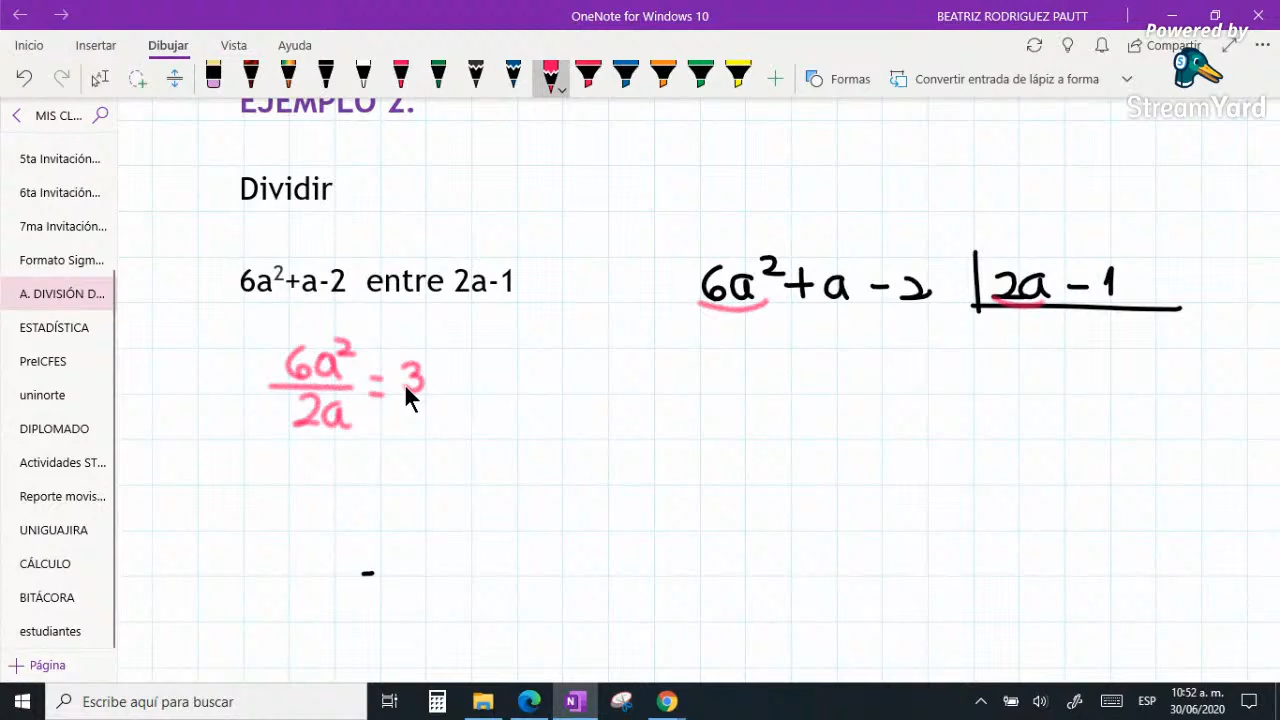 OneNote for Windows 10
BEATRIZ RODRIGUEZ PAUTT
Powered by
StreamYard
Inicio
Insertar
Dibujar
Vista
Ayuda
Compartir
Formas
Convertir entrada de lápiz a forma
MIS CL...
5ta Invitación...
6ta Invitación...
7ma Invitación...
Formato Sigm...
A. DIVISIÓN D...
ESTADÍSTICA
PreICFES
uninorte
DIPLOMADO
Actividades ST...
Reporte movis...
UNIGUAJIRA
CÁLCULO
BITÁCORA
estudiantes
Página
EJEMPLO 2.
Dividir
6a²+a-2 entre 2a-1
6a² + a - 2 | 2a - 1
6a²
= 3
2a
-
Escribe aquí para buscar
ESP
10:52 a. m.
30/06/2020